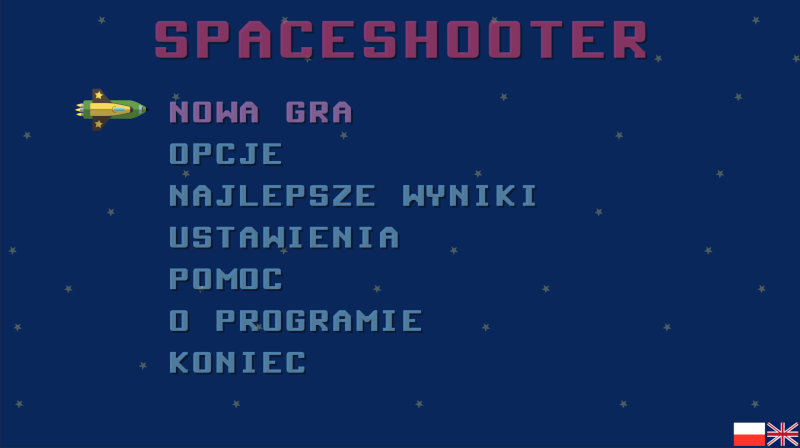 SPACESHOOTER
NOWA GRA
OPCJE
NAJLEPSZE WYNIKI
USTAWIENIA
POMOC
O PROGRAMIE
KONIEC